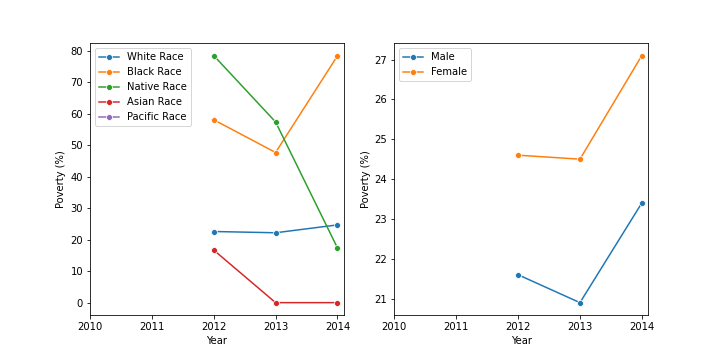 White Race
Black Race
Native Race
Asian Race
Pacific Race
80
70
60
50
40
30
20
10
0
Poverty (%)
2010 2011 2012 2013 2014
Year
Male
Female
27
26
25
24
23
22
21
Poverty (%)
2010 2011 2012 2013 2014
Year